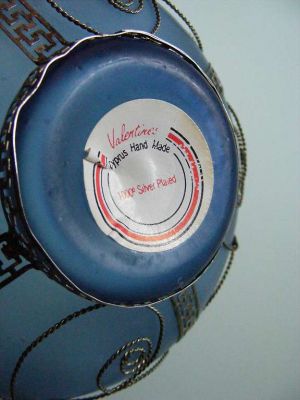 Valentine's
Cyprus Hand Made
1000° Silver Plated